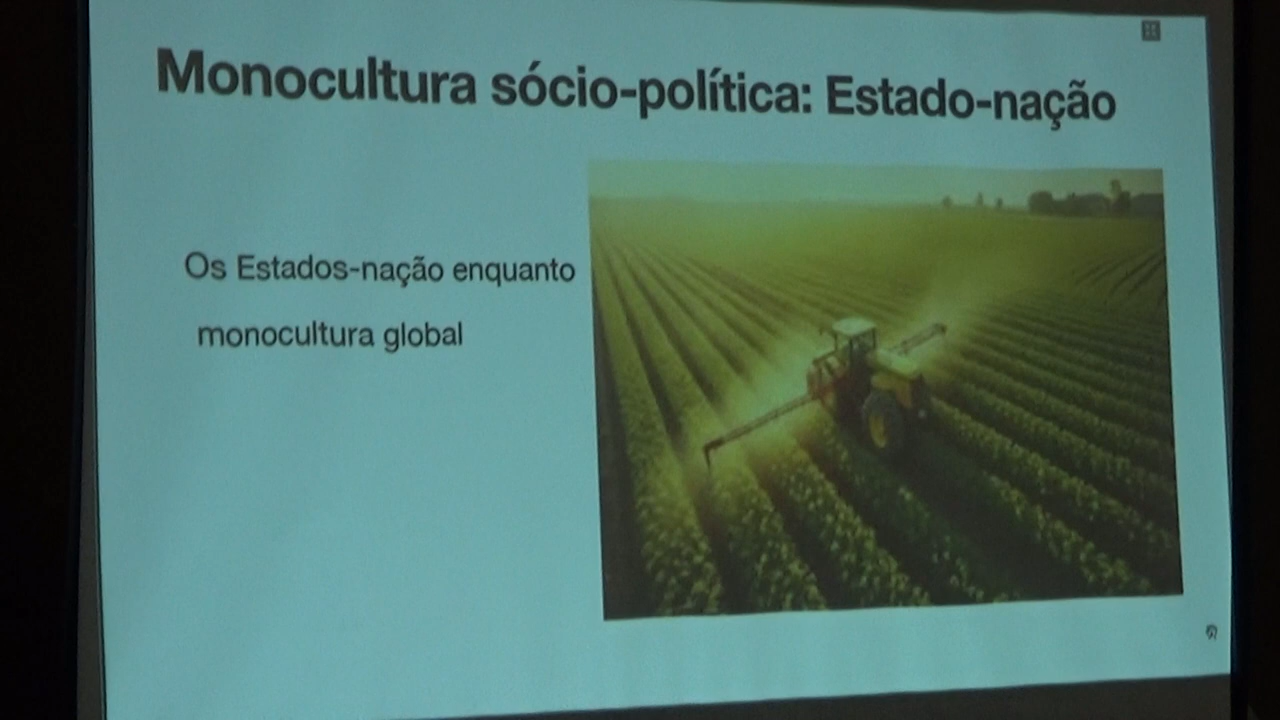 Monocultura sócio-política: Estado-nação
Os Estados-nação enquanto
monocultura global